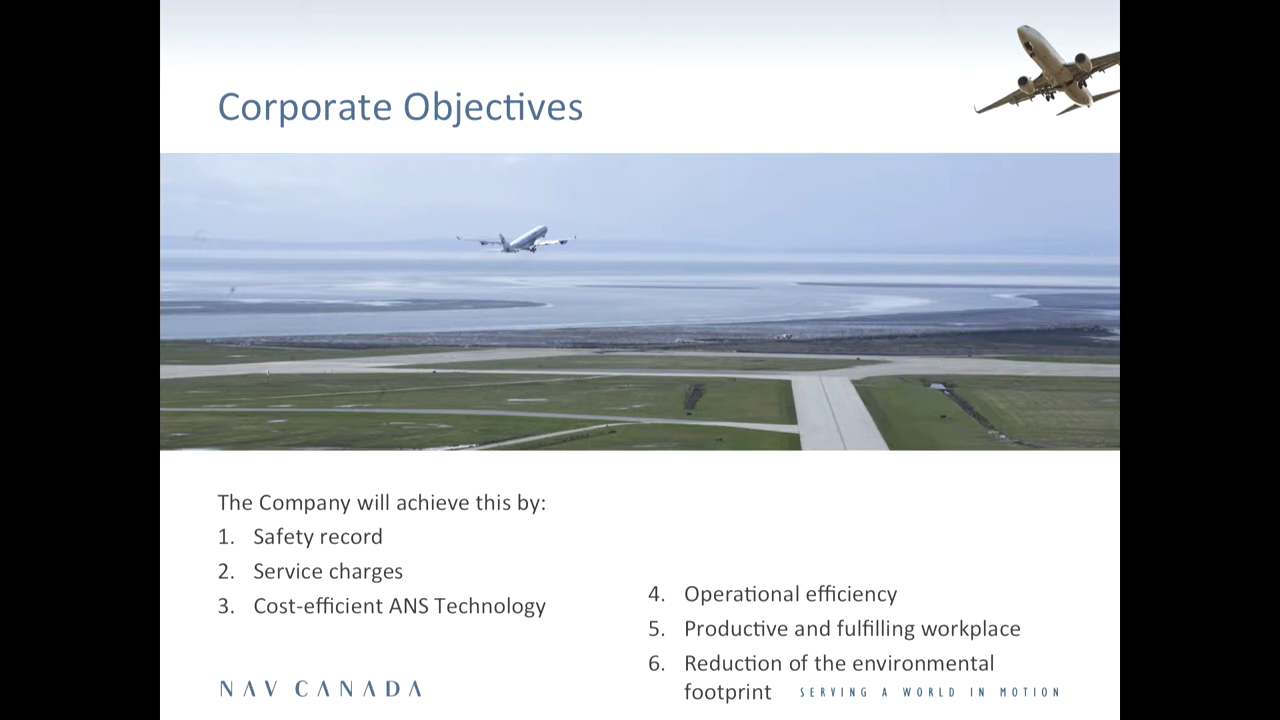 Corporate Objectives
The Company will achieve this by:
1. Safety record
2. Service charges
3. Cost-efficient ANS Technology
4. Operational efficiency
5. Productive and fulfilling workplace
6. Reduction of the environmental
footprint
NAV CANADA
SERVING A WORLD IN MOTION